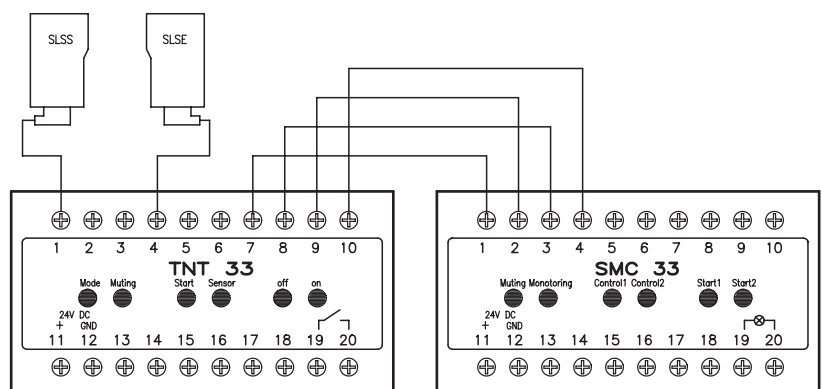 SLSS SLSE
1 2 3 4 5 6 7 8 9 10
TNT 33
Mode Muting Start Sensor off on
24V DC
+ GND
11 12 13 14 15 16 17 18 19 20
1 2 3 4 5 6 7 8 9 10
SMC 33
Muting Monotoring Control1 Control2 Start1 Start2
24V DC
+ GND
11 12 13 14 15 16 17 18 19 20